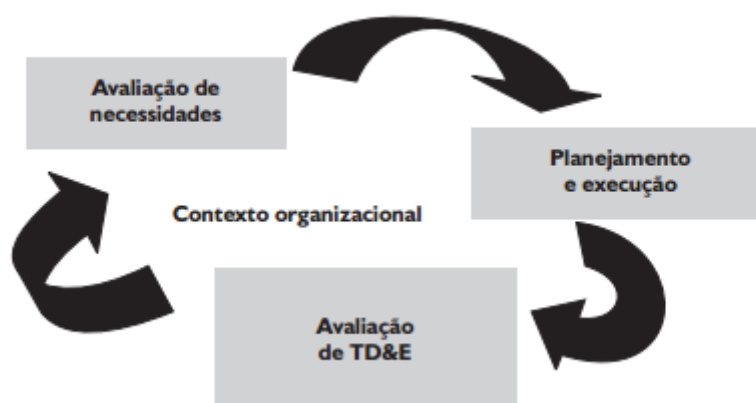 Avaliação de
necessidades
Planejamento
e execução
Contexto organizacional
Avaliação
de TD&E